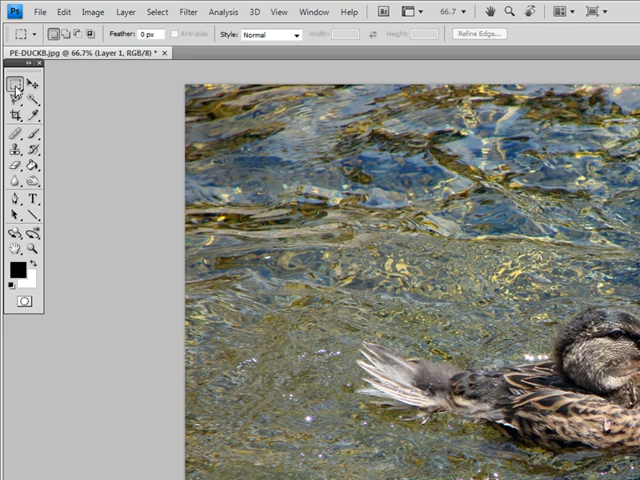 Ps File Edit Image Layer Select Filter Analysis 3D View Window Help Br 66.7
Feather: 0 px Anti-alias Style: Normal Width: Height: Refine Edge...
PE-DUCKB.jpg @ 66.7% (Layer 1, RGB/8) *
T